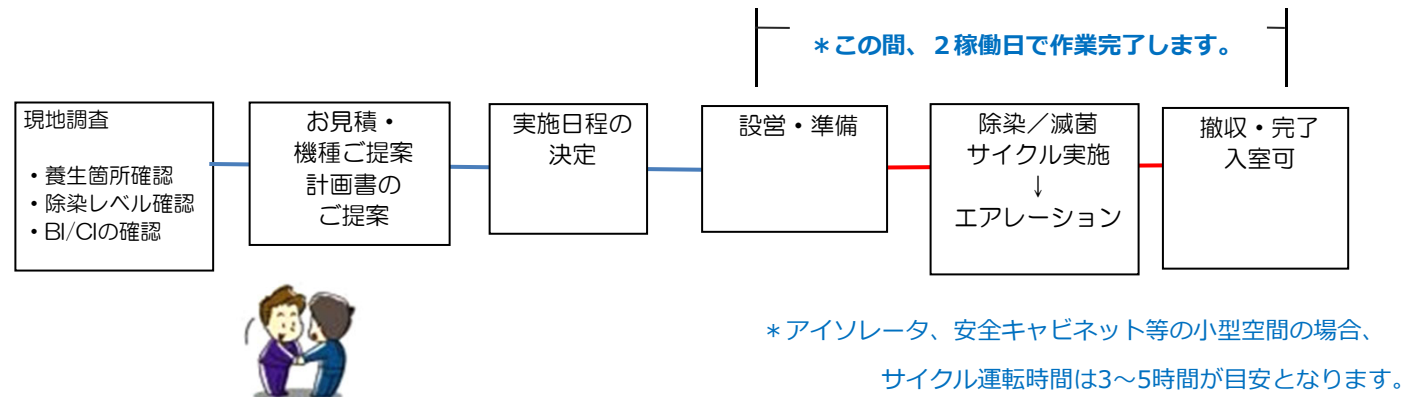 ＊この間、２稼働日で作業完了します。
現地調査
・養生箇所確認
・除染レベル確認
・BI/CIの確認
お見積・
機種ご提案
計画書の
ご提案
実施日程の
決定
設営・準備
除染／滅菌
サイクル実施
↓
エアレーション
撤収・完了
入室可
＊アイソレータ、安全キャビネット等の小型空間の場合、
サイクル運転時間は3～5時間が目安となります。